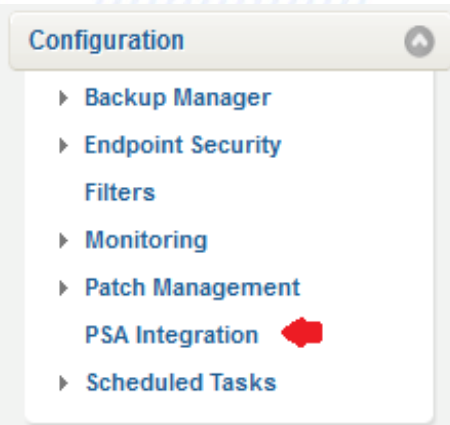 Configuration
Backup Manager
Endpoint Security
Filters
Monitoring
Patch Management
PSA Integration
Scheduled Tasks